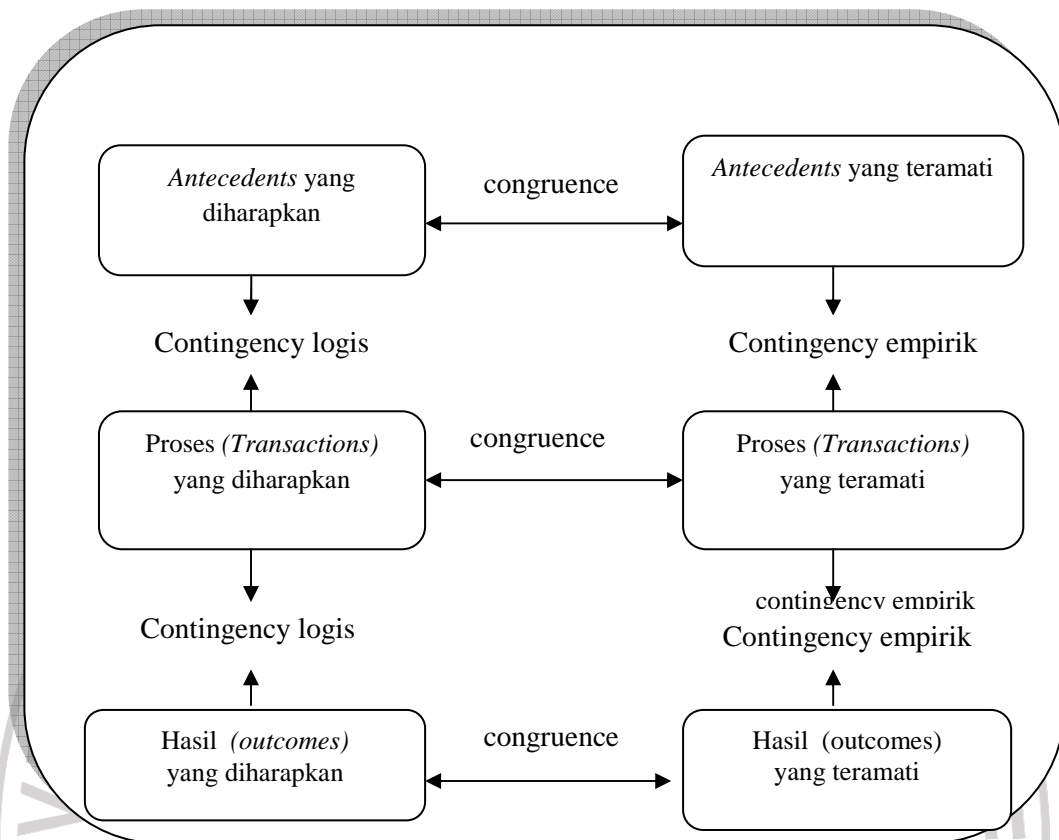 Antecedents yang
diharapkan
congruence
Antecedents yang teramati
Contingency logis
Contingency empirik
Proses (Transactions)
yang diharapkan
congruence
Proses (Transactions)
yang teramati
Contingency logis
contingency empirik
Contingency empirik
Hasil (outcomes)
yang diharapkan
congruence
Hasil (outcomes)
yang teramati